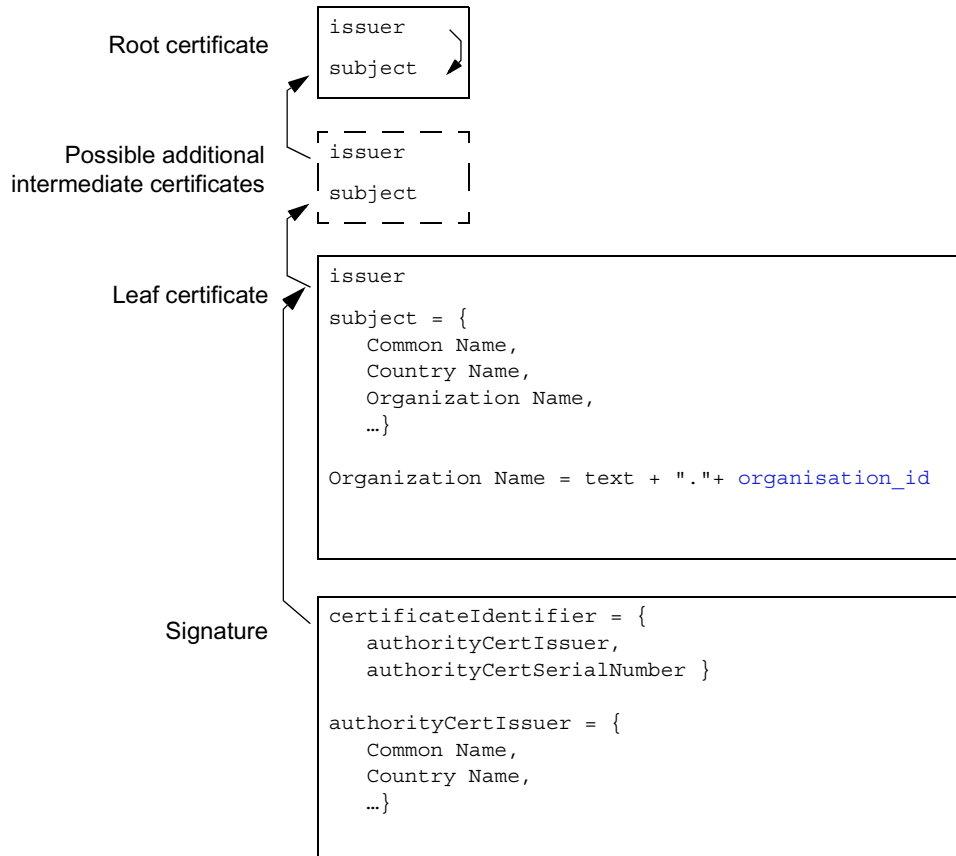 Root certificate
issuer
subject
Possible additional
intermediate certificates
issuer
subject
Leaf certificate
issuer
subject = {
Common Name,
Country Name,
Organization Name,
…}
Organization Name = text + "."+ organisation_id
Signature
certificateIdentifier = {
authorityCertIssuer,
authorityCertSerialNumber }
authorityCertIssuer = {
Common Name,
Country Name,
…}